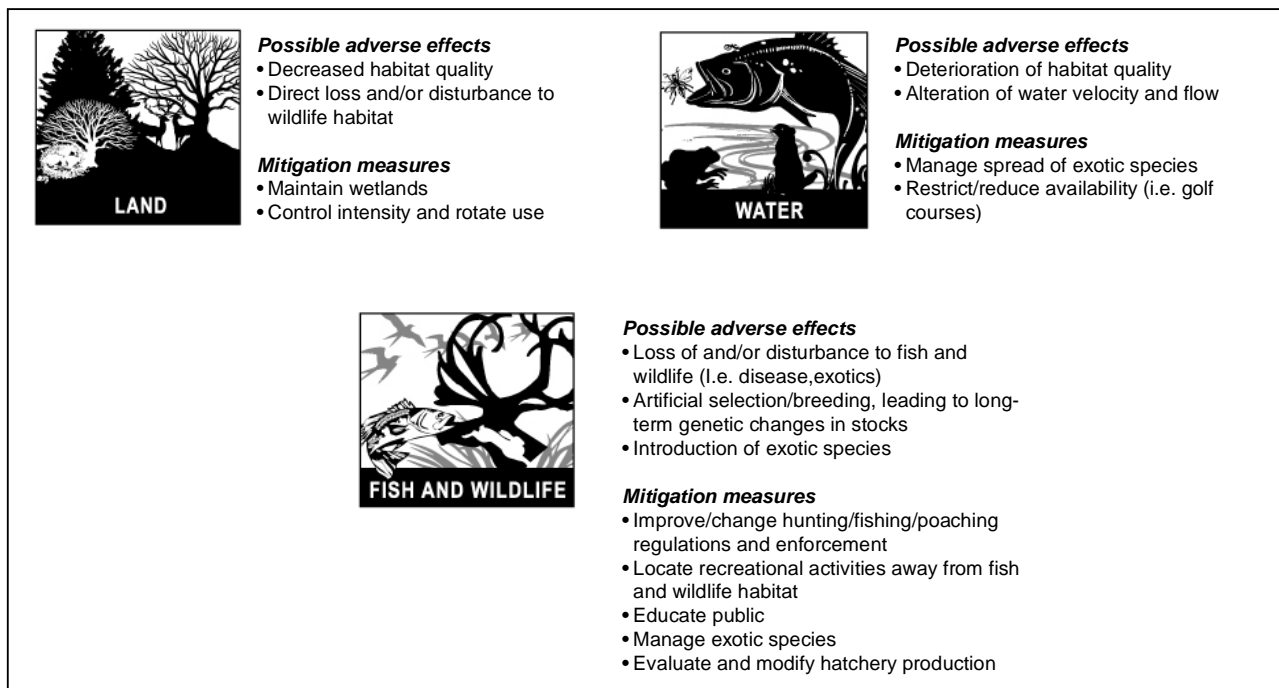 LAND
Possible adverse effects
• Decreased habitat quality
• Direct loss and/or disturbance to
wildlife habitat
Mitigation measures
• Maintain wetlands
• Control intensity and rotate use
WATER
Possible adverse effects
• Deterioration of habitat quality
• Alteration of water velocity and flow
Mitigation measures
• Manage spread of exotic species
• Restrict/reduce availability (i.e. golf
courses)
FISH AND WILDLIFE
Possible adverse effects
• Loss of and/or disturbance to fish and
wildlife (I.e. disease,exotics)
• Artificial selection/breeding, leading to long-
term genetic changes in stocks
• Introduction of exotic species
Mitigation measures
• Improve/change hunting/fishing/poaching
regulations and enforcement
• Locate recreational activities away from fish
and wildlife habitat
• Educate public
• Manage exotic species
• Evaluate and modify hatchery production